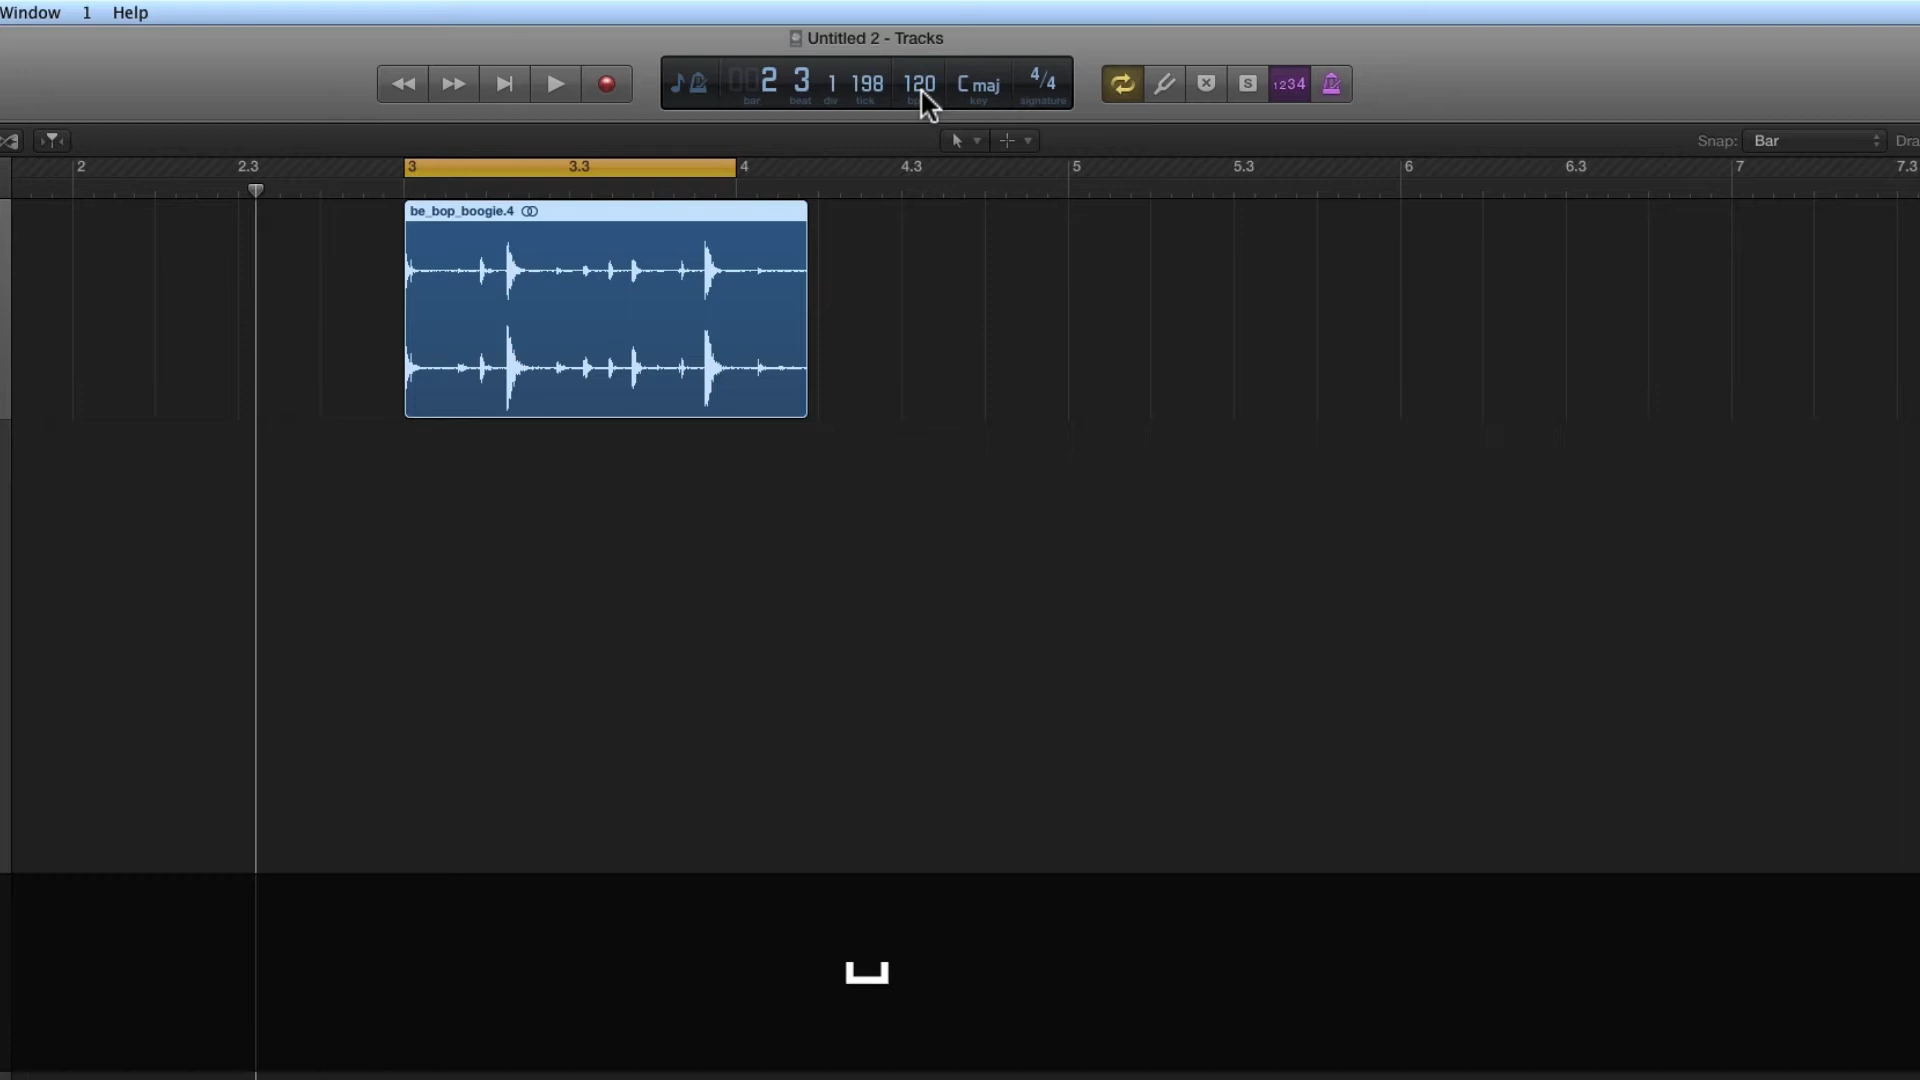 Window 1 Help
Untitled 2 - Tracks
002 3 1 198 120 C maj 4/4
bar beat div tick key signature
S 1234
Snap: Bar Dra
2 2.3 3 3.3 4 4.3 5 5.3 6 6.3 7 7.3
be_bop_boogie.4